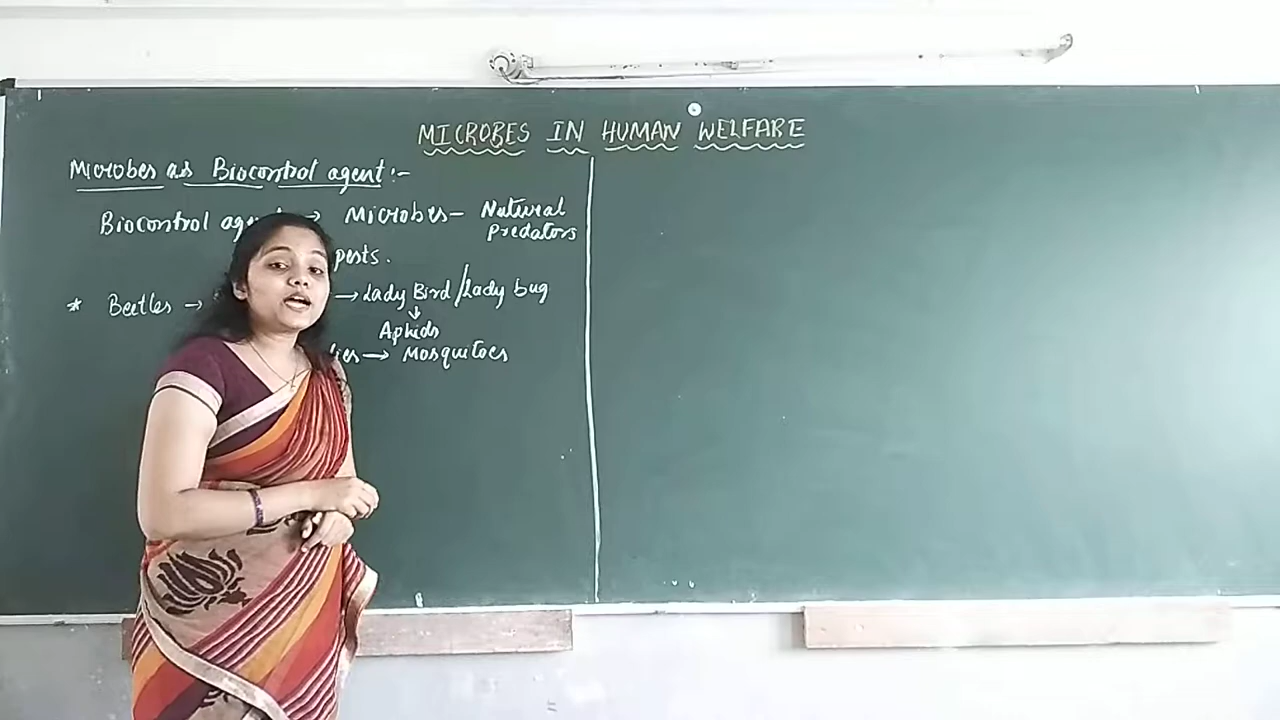 MICROBES IN HUMAN WELFARE
Microbes as Biocontrol agent :-
Biocontrol → Microbes - Natural predators
pests.
* Beetles → → Lady Bird / Lady bug
↓
Aphids
→ Mosquitoes